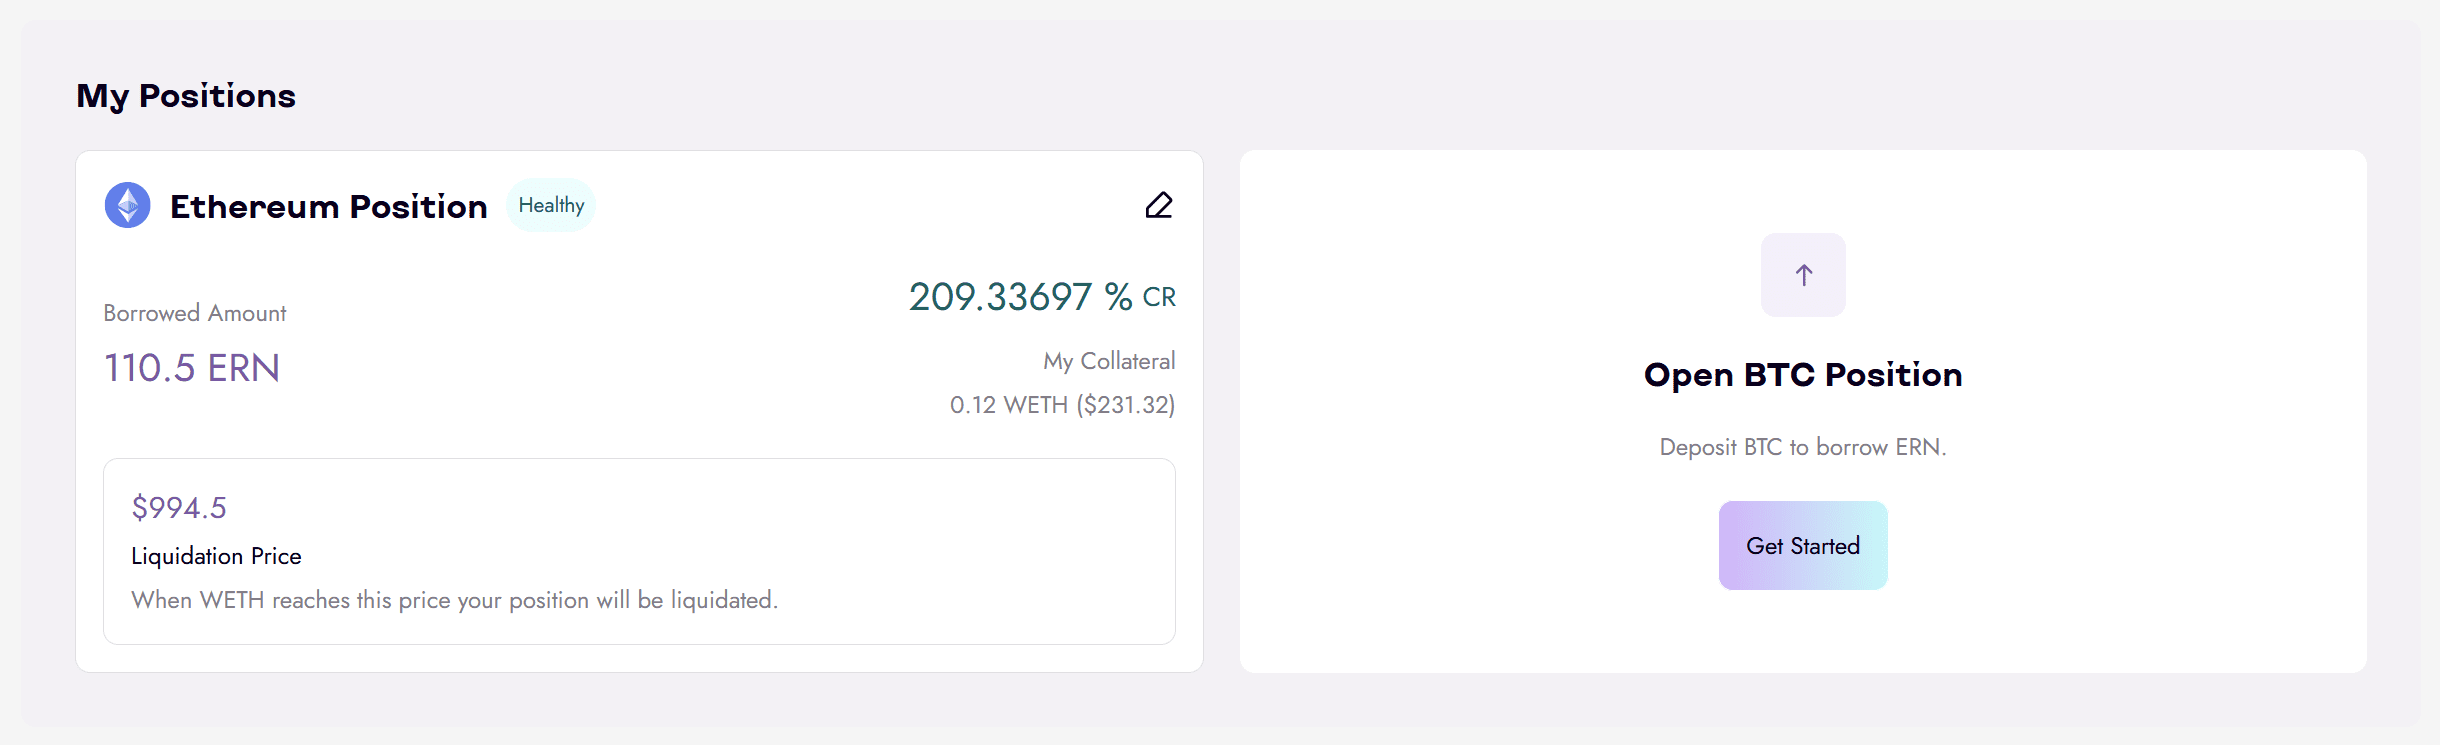 My Positions
Ethereum Position
Healthy
Borrowed Amount
110.5 ERN
209.33697 % CR
My Collateral
0.12 WETH ($231.32)
$994.5
Liquidation Price
When WETH reaches this price your position will be liquidated.
Open BTC Position
Deposit BTC to borrow ERN.
Get Started